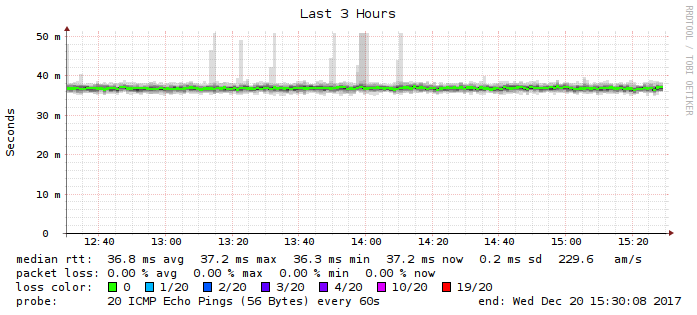 Last 3 Hours
RRDTOOL / TOBI OETIKER
Seconds
50 m
40 m
30 m
20 m
10 m
0
12:40 13:00 13:20 13:40 14:00 14:20 14:40 15:00 15:20
median rtt: 36.8 ms avg 37.2 ms max 36.3 ms min 37.2 ms now 0.2 ms sd 229.6 am/s
packet loss: 0.00 % avg 0.00 % max 0.00 % min 0.00 % now
loss color: 0 1/20 2/20 3/20 4/20 10/20 19/20
probe: 20 ICMP Echo Pings (56 Bytes) every 60s end: Wed Dec 20 15:30:08 2017